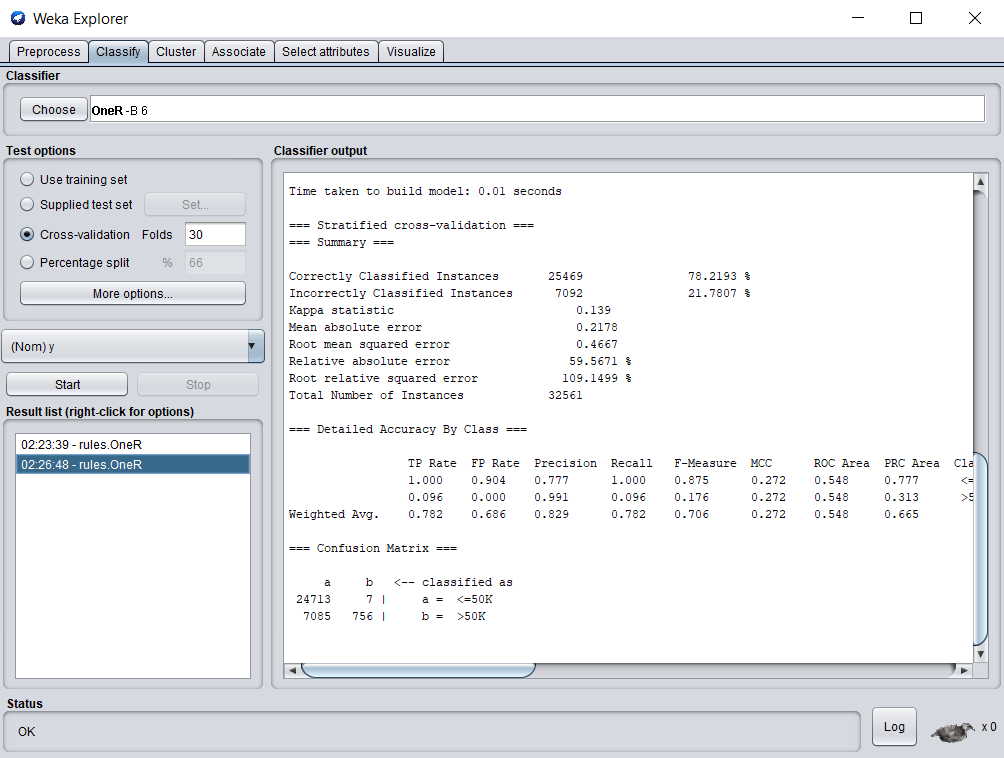 Weka Explorer
Preprocess Classify Cluster Associate Select attributes Visualize
Classifier
Choose OneR -B 6
Test options
Use training set
Supplied test set Set...
Cross-validation Folds 30
Percentage split % 66
More options...
(Nom) y
Start Stop
Result list (right-click for options)
02:23:39 - rules.OneR
02:26:48 - rules.OneR
Classifier output
Time taken to build model: 0.01 seconds
=== Stratified cross-validation ===
=== Summary ===
Correctly Classified Instances 25469 78.2193 %
Incorrectly Classified Instances 7092 21.7807 %
Kappa statistic 0.139
Mean absolute error 0.2178
Root mean squared error 0.4667
Relative absolute error 59.5671 %
Root relative squared error 109.1499 %
Total Number of Instances 32561
=== Detailed Accuracy By Class ===
TP Rate FP Rate Precision Recall F-Measure MCC ROC Area PRC Area Cla
1.000 0.904 0.777 1.000 0.875 0.272 0.548 0.777 <=
0.096 0.000 0.991 0.096 0.176 0.272 0.548 0.313 >5
Weighted Avg. 0.782 0.686 0.829 0.782 0.706 0.272 0.548 0.665
=== Confusion Matrix ===
a b <-- classified as
24713 7 | a = <=50K
7085 756 | b = >50K
Status
OK
Log x 0